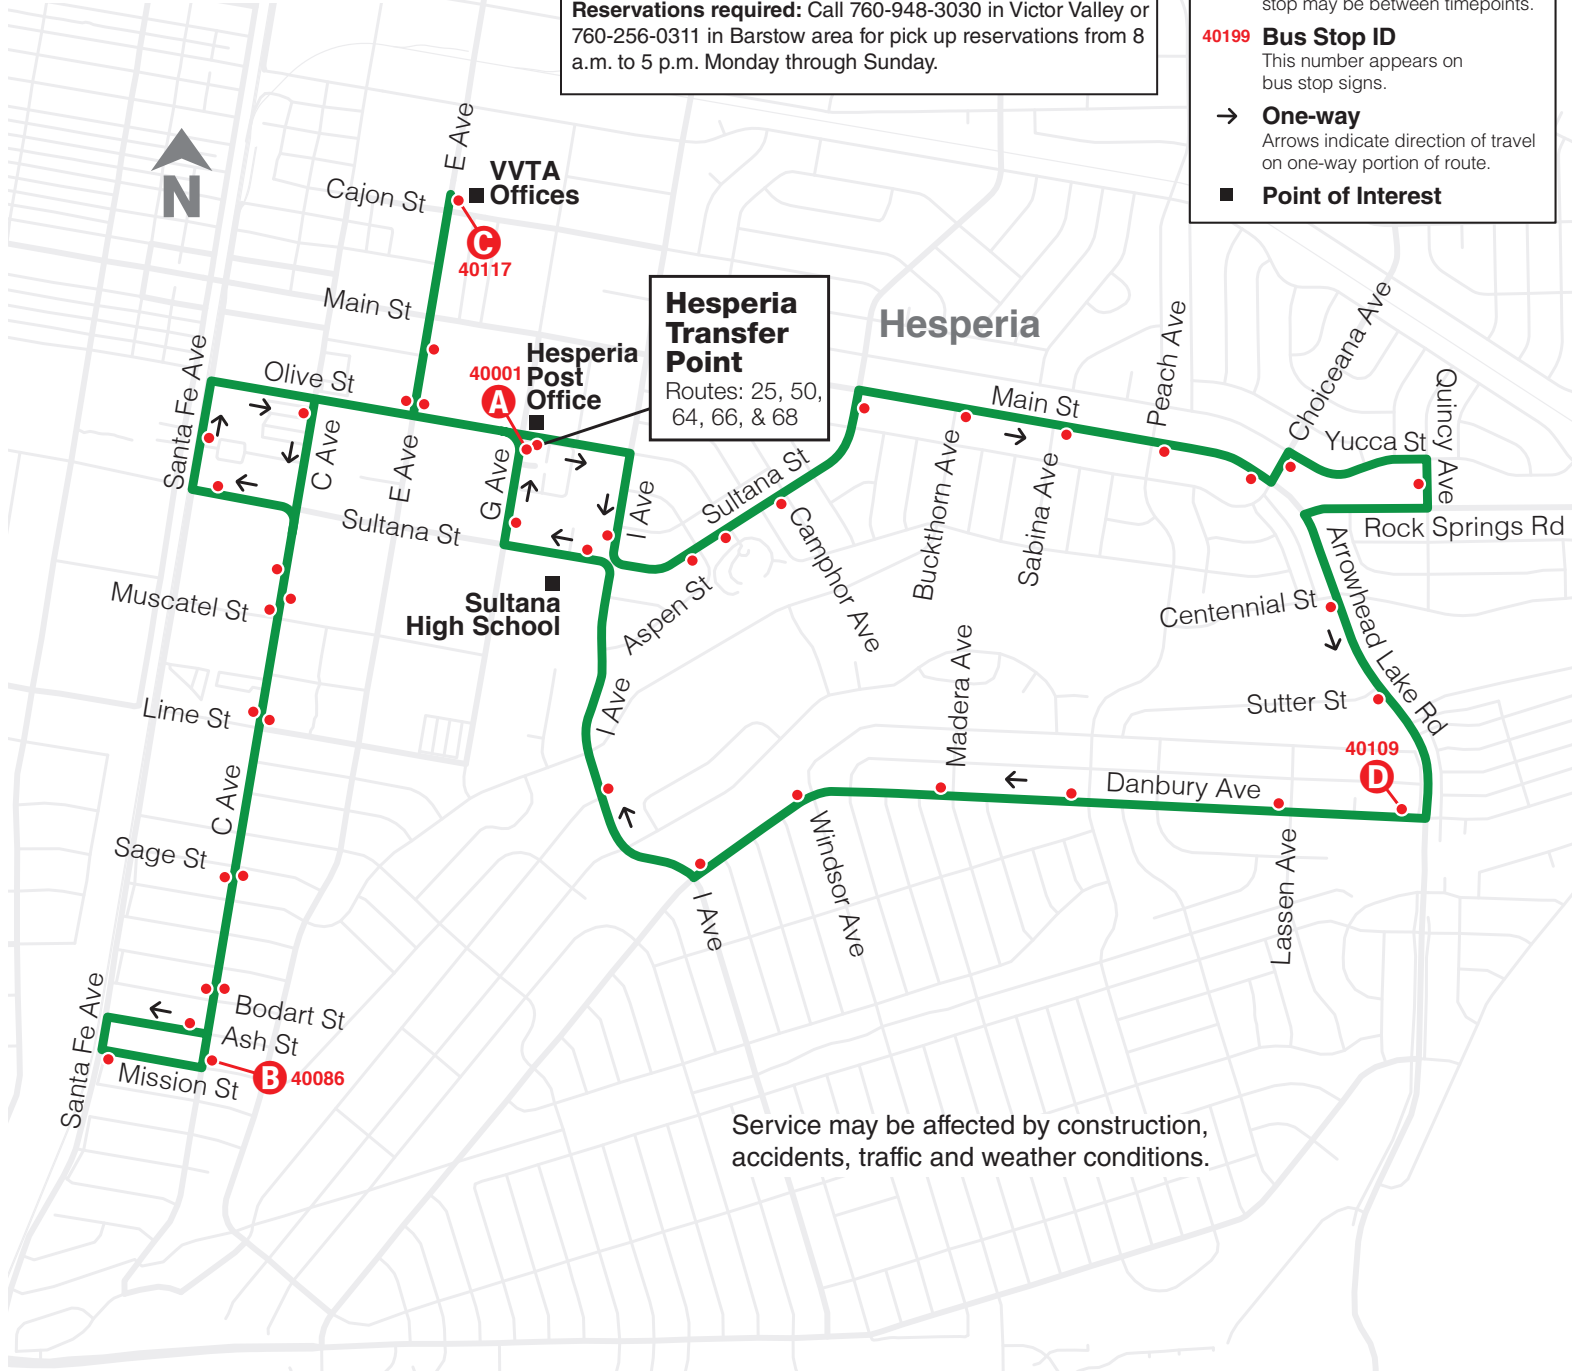 Reservations required: Call 760-948-3030 in Victor Valley or
760-256-0311 in Barstow area for pick up reservations from 8
a.m. to 5 p.m. Monday through Sunday.
stop may be between timepoints.
40199 Bus Stop ID
This number appears on
bus stop signs.
One-way
Arrows indicate direction of travel
on one-way portion of route.
Point of Interest
N
E Ave
Cajon St
VVTA
Offices
C
40117
Main St
Hesperia
Transfer
Point
Routes: 25, 50,
64, 66, & 68
Hesperia
Santa Fe Ave
Olive St
40001
A
Hesperia
Post
Office
C Ave
E Ave
G Ave
I Ave
Sultana St
Sultana St
Main St
Peach Ave
Choiceana Ave
Yucca St
Quincy Ave
Rock Springs Rd
Buckthorn Ave
Sabina Ave
Camphor Ave
Aspen St
Sultana
High School
Muscatel St
Centennial St
Arrowhead Lake Rd
Sutter St
Lime St
I Ave
Madera Ave
40109
D
Danbury Ave
C Ave
Sage St
Windsor Ave
Lassen Ave
I Ave
Santa Fe Ave
Bodart St
Ash St
Mission St
B 40086
Service may be affected by construction,
accidents, traffic and weather conditions.